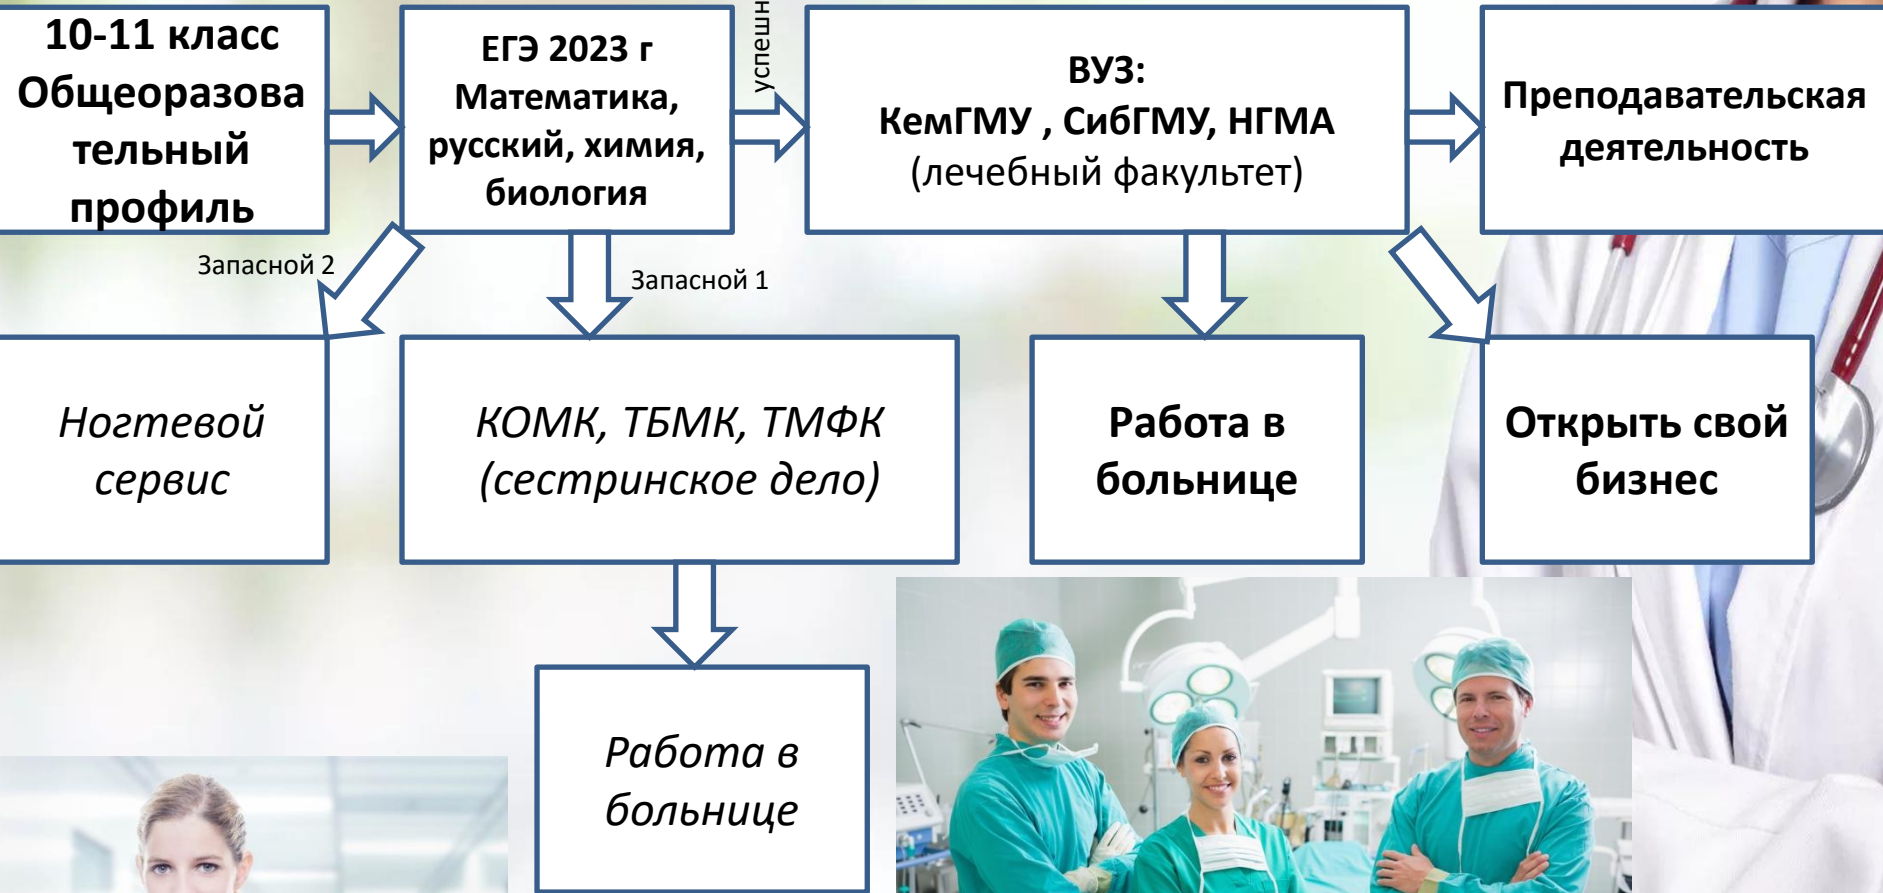 10-11 класс
Общеоразова
тельный
профиль
ЕГЭ 2023 г
Математика,
русский, химия,
биология
ВУЗ:
КемГМУ , СибГМУ, НГМА
(лечебный факультет)
Преподавательская
деятельность
Запасной 2
Запасной 1
Ногтевой
сервис
КОМК, ТБМК, ТМФК
(сестринское дело)
Работа в
больнице
Открыть свой
бизнес
Работа в
больнице